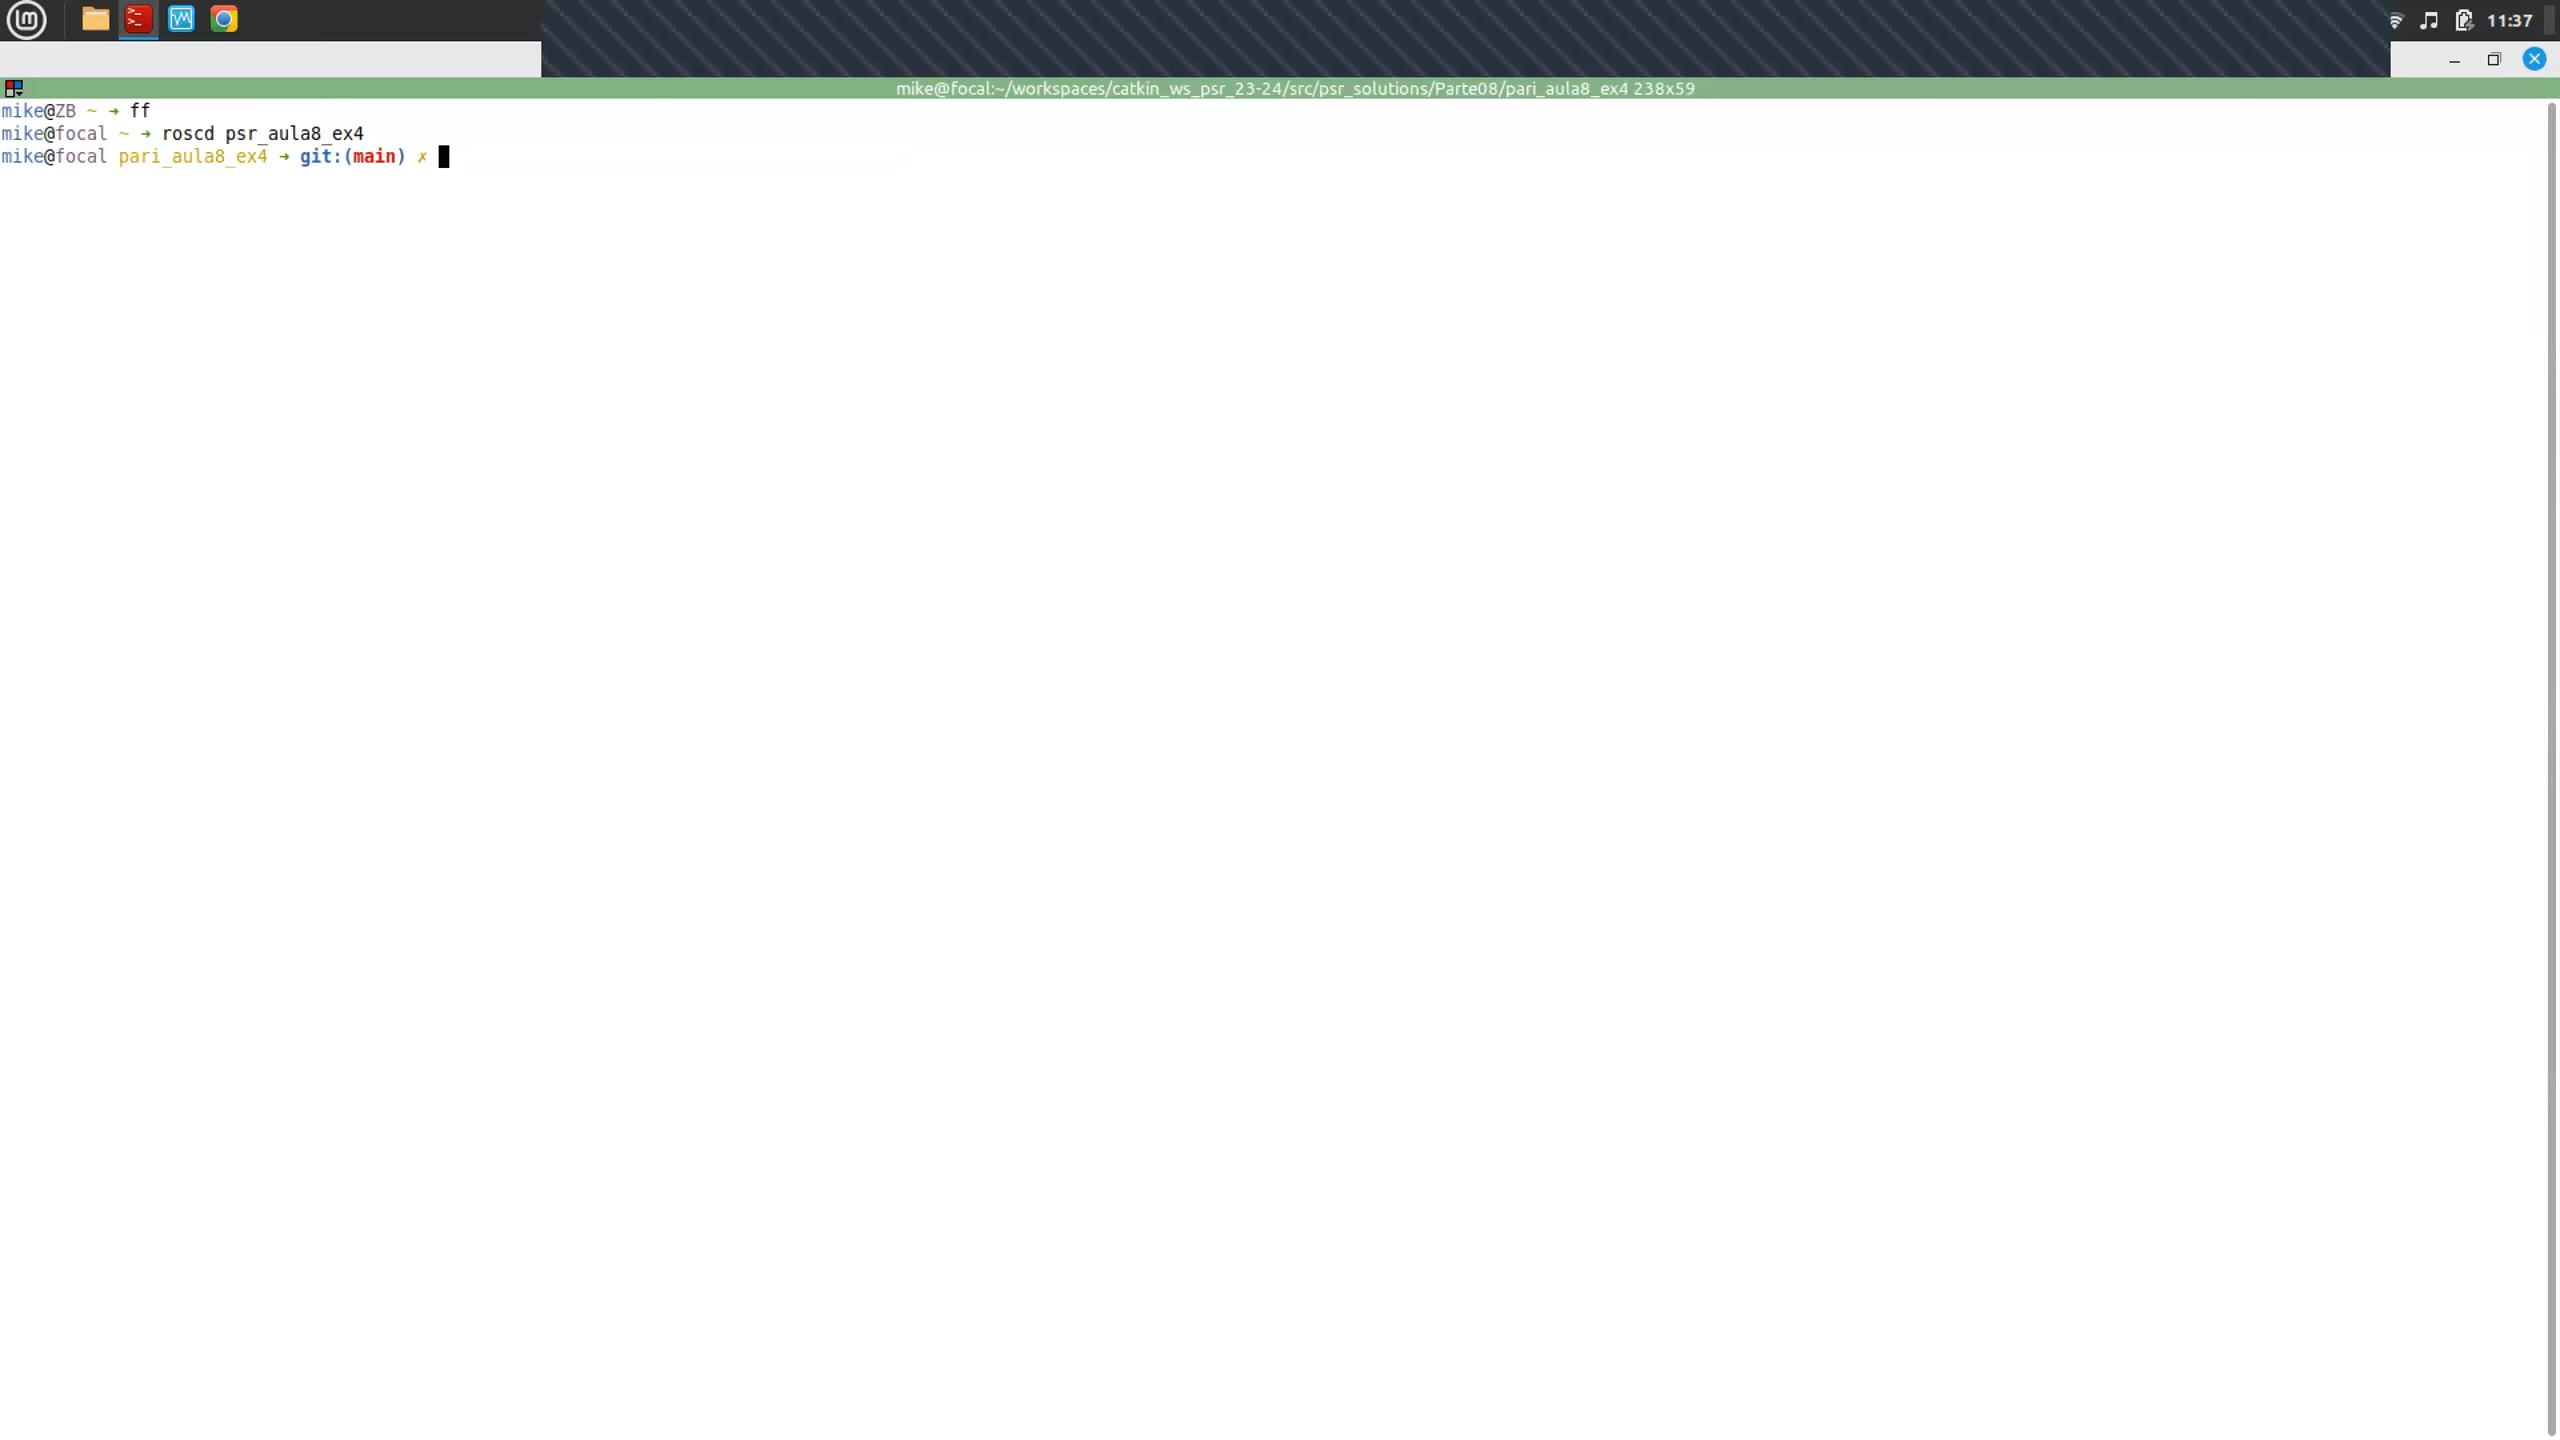 11:37
mike@focal:~/workspaces/catkin_ws_psr_23-24/src/psr_solutions/Parte08/pari_aula8_ex4 238x59
mike@ZB ~ ➜ ff
mike@focal ~ ➜ roscd psr_aula8_ex4
mike@focal pari_aula8_ex4 ➜ git:(main) ✗